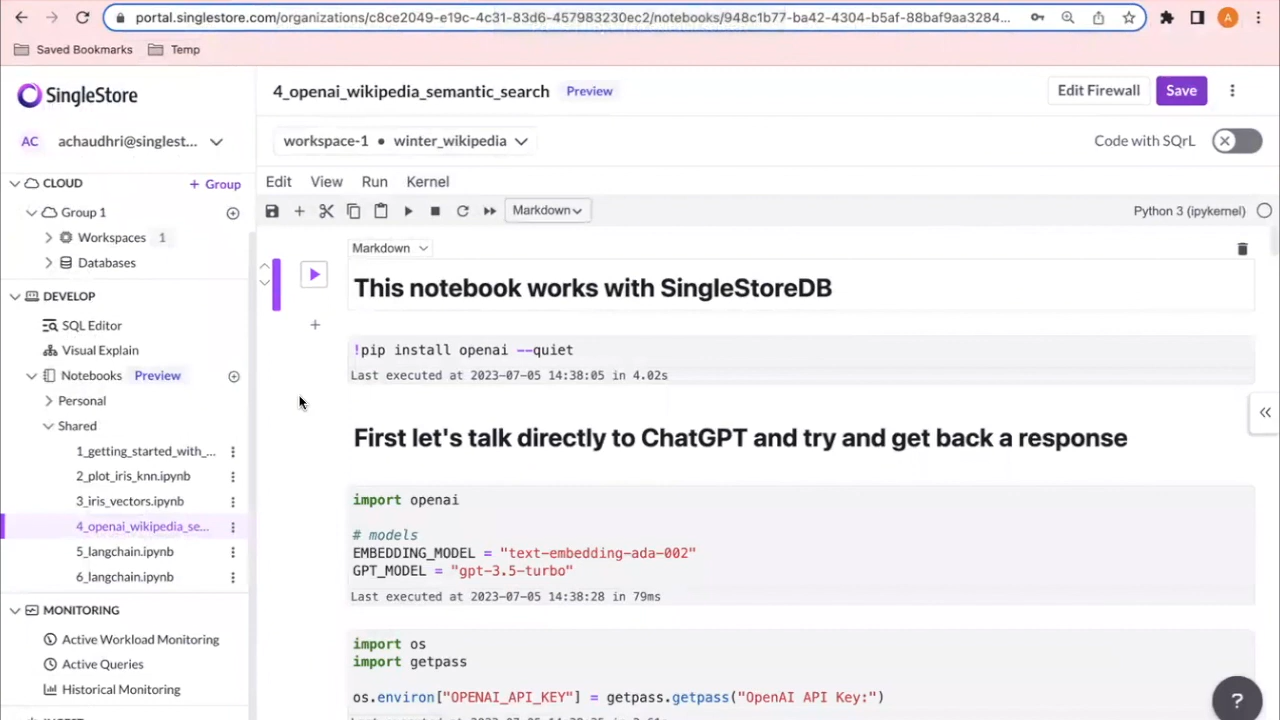 portal.singlestore.com/organizations/c8ce2049-e19c-4c31-83d6-457983230ec2/notebooks/948c1b77-ba42-4304-b5af-88baf9aa3284...
A
Saved Bookmarks
Temp
SingleStore
4_openai_wikipedia_semantic_search
Preview
Edit Firewall
Save
AC
achaudhri@singlest...
workspace-1 • winter_wikipedia
Code with SQrL
CLOUD
+ Group
Edit
View
Run
Kernel
Group 1
Markdown
Python 3 (ipykernel)
Workspaces
1
Databases
Markdown
This notebook works with SingleStoreDB
DEVELOP
SQL Editor
Visual Explain
Notebooks
Preview
Personal
Shared
1_getting_started_with_...
2_plot_iris_knn.ipynb
3_iris_vectors.ipynb
4_openai_wikipedia_se...
5_langchain.ipynb
6_langchain.ipynb
!pip install openai --quiet
Last executed at 2023-07-05 14:38:05 in 4.02s
First let's talk directly to ChatGPT and try and get back a response
import openai
# models
EMBEDDING_MODEL = "text-embedding-ada-002"
GPT_MODEL = "gpt-3.5-turbo"
Last executed at 2023-07-05 14:38:28 in 79ms
MONITORING
Active Workload Monitoring
Active Queries
Historical Monitoring
import os
import getpass
os.environ["OPENAI_API_KEY"] = getpass.getpass("OpenAI API Key:")
?